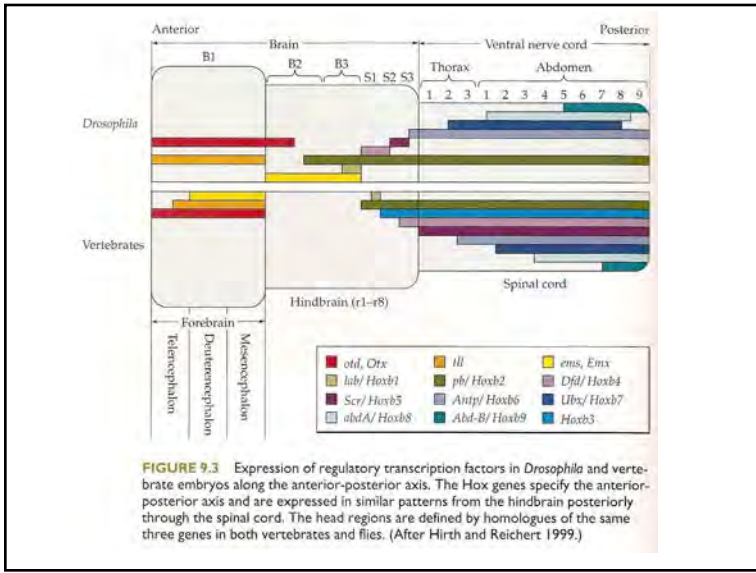 Anterior
Posterior
Brain
Ventral nerve cord
B1
B2
B3
S1 S2 S3
Thorax
Abdomen
1 2 3 1 2 3 4 5 6 7 8 9
Drosophila
Vertebrates
Hindbrain (r1–r8)
Spinal cord
Forebrain
Telencephalon
Deuterencephalon
Mesencephalon
otd, Otx
tll
ems, Emx
lab/Hoxb1
pb/Hoxb2
Dfd/Hoxb4
Scr/Hoxb5
Antp/Hoxb6
Ubx/Hoxb7
abdA/Hoxb8
Abd-B/Hoxb9
Hoxb3
FIGURE 9.3 Expression of regulatory transcription factors in Drosophila and verte-
brate embryos along the anterior-posterior axis. The Hox genes specify the anterior-
posterior axis and are expressed in similar patterns from the hindbrain posteriorly
through the spinal cord. The head regions are defined by homologues of the same
three genes in both vertebrates and flies. (After Hirth and Reichert 1999.)